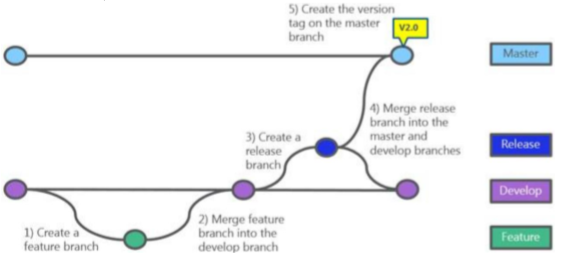 5) Create the version
tag on the master
branch
V2.0
Master
4) Merge release
branch into the
master and
develop branches
3) Create a
release
branch
Release
Develop
2) Merge feature
branch into the
develop branch
1) Create a
feature branch
Feature